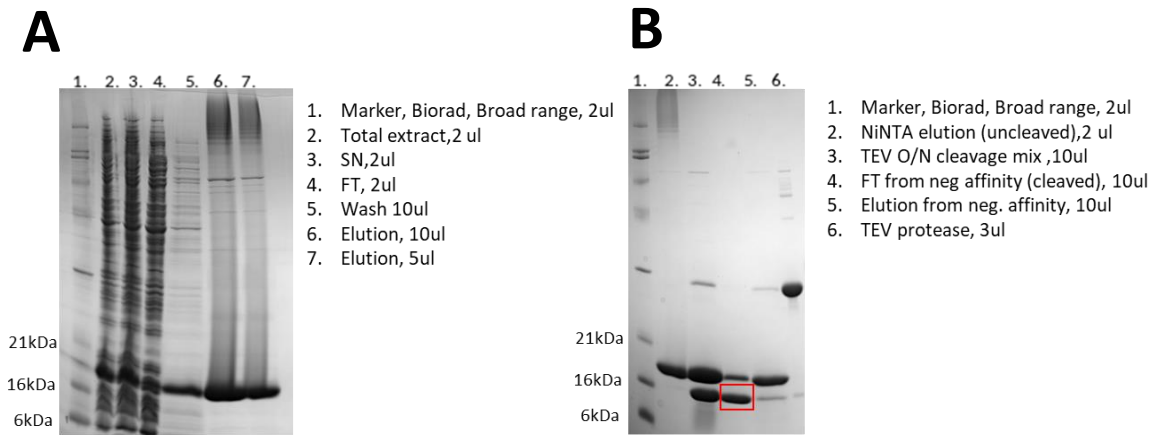 A
B
1. 2. 3. 4. 5. 6. 7.
1. Marker, Biorad, Broad range, 2ul
2. Total extract,2 ul
3. SN,2ul
4. FT, 2ul
5. Wash 10ul
6. Elution, 10ul
7. Elution, 5ul
21kDa
16kDa
6kDa
1. 2. 3. 4. 5. 6.
1. Marker, Biorad, Broad range, 2ul
2. NiNTA elution (uncleaved),2 ul
3. TEV O/N cleavage mix ,10ul
4. FT from neg affinity (cleaved), 10ul
5. Elution from neg. affinity, 10ul
6. TEV protease, 3ul
21kDa
16kDa
6kDa